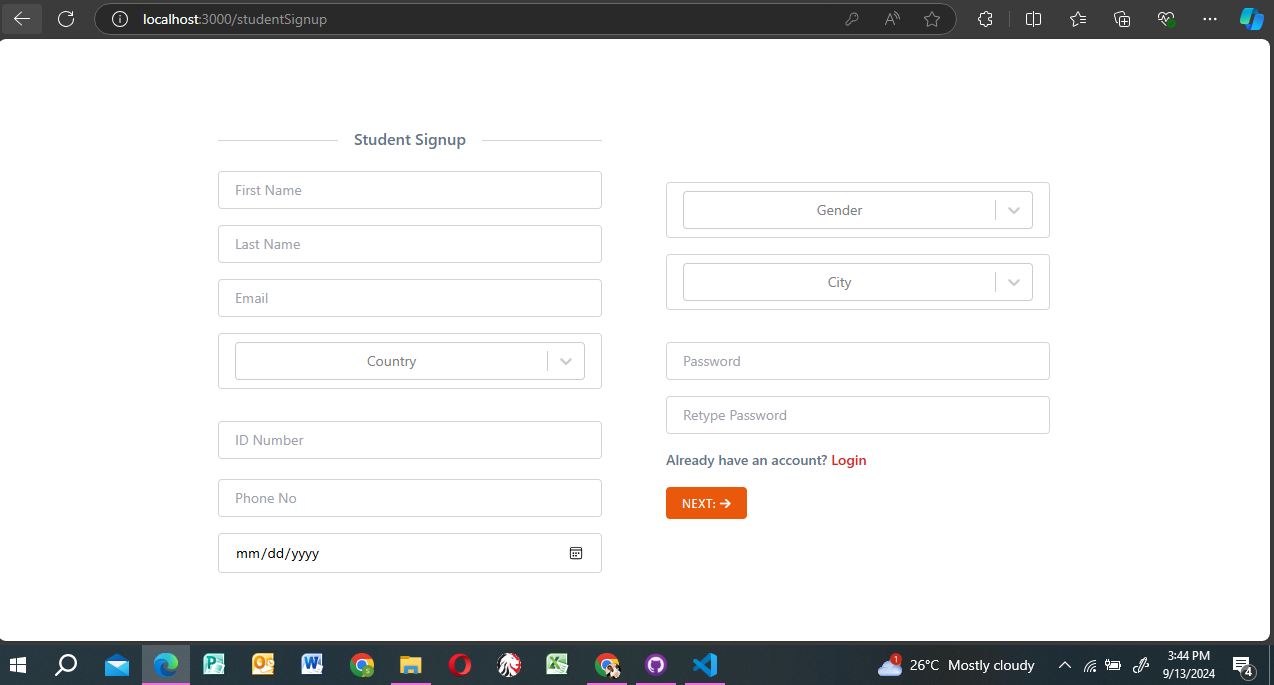 localhost:3000/studentSignup
Student Signup
First Name
Last Name
Email
Country
ID Number
Phone No
mm/dd/yyyy
Gender
City
Password
Retype Password
Already have an account? Login
NEXT: →
1
26°C Mostly cloudy
3:44 PM
9/13/2024
4